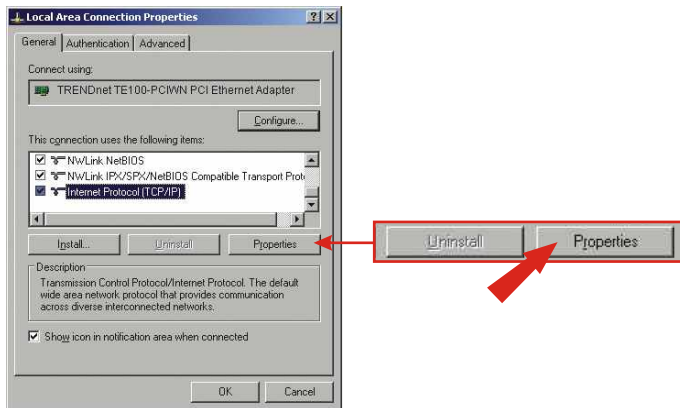 Local Area Connection Properties
General Authentication Advanced
Connect using:
TRENDnet TE100-PCIWN PCI Ethernet Adapter
Configure...
This connection uses the following items:
NWLink NetBIOS
NWLink IPX/SPX/NetBIOS Compatible Transport Proto
Internet Protocol (TCP/IP)
Install... Uninstall Properties
Description
Transmission Control Protocol/Internet Protocol. The default
wide area network protocol that provides communication
across diverse interconnected networks.
Show icon in notification area when connected
OK Cancel
Uninstall Properties